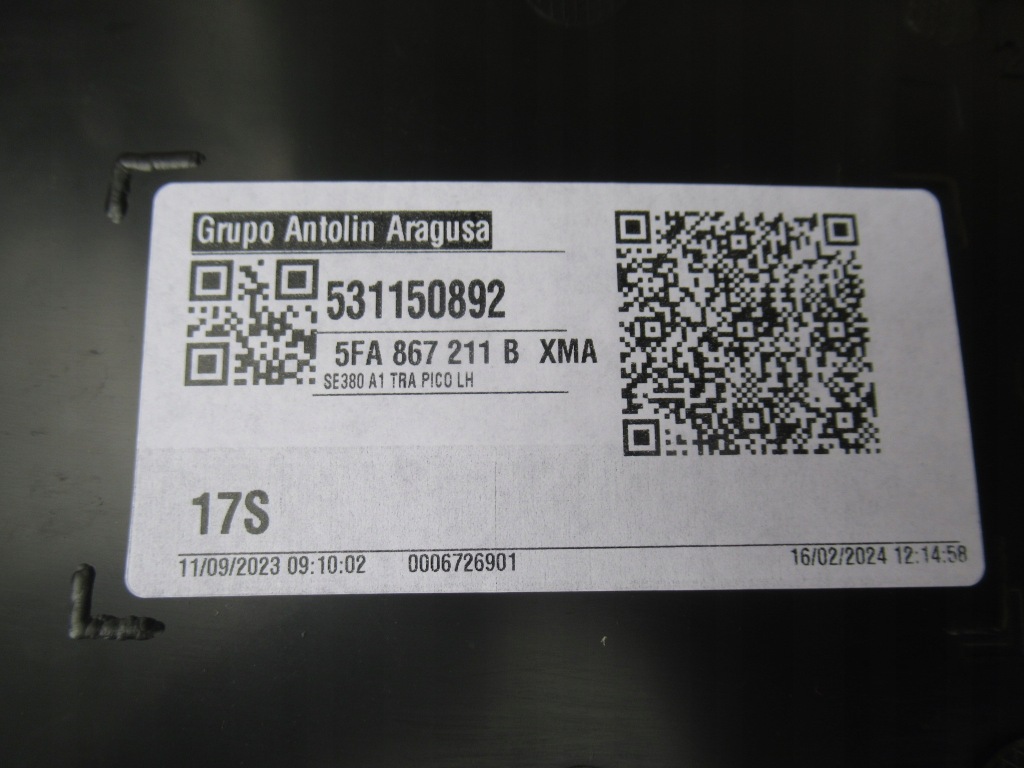 Grupo Antolin Aragusa
531150892
5FA 867 211 B XMA
SE380 A1 TRA PICO LH
17S
11/09/2023 09:10:02 0006726901 16/02/2024 12:14:58